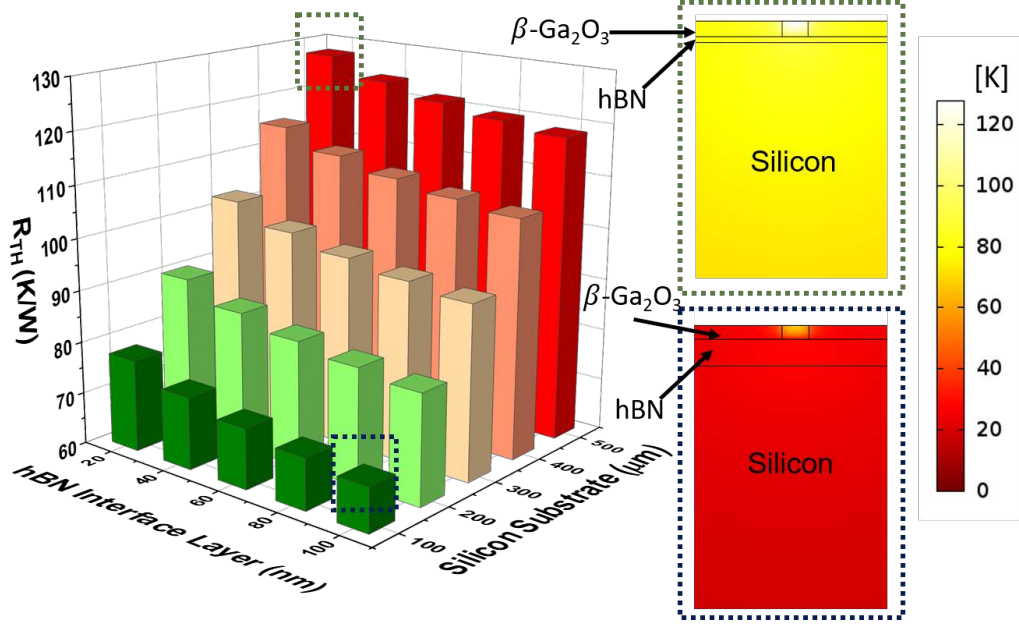 130
120
110
100
90
80
70
60
R_TH (K/W)
20
40
60
80
100
hBN Interface Layer (nm)
100
200
300
400
500
Silicon Substrate (μm)
β-Ga₂O₃
hBN
Silicon
β-Ga₂O₃
hBN
Silicon
[K]
120
100
80
60
40
20
0